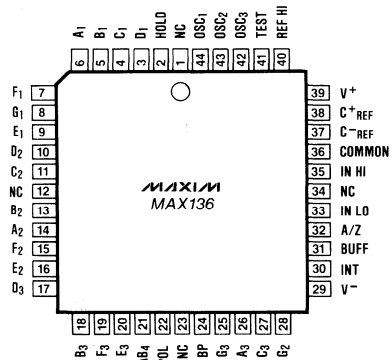 A1 B1 C1 D1 HOLD NC OSC1 OSC3 OSC2 TEST REF HI
6 5 4 3 2 1 44 43 42 41 40
F1 7
G1 8
E1 9
D2 10
C2 11
NC 12
B2 13
A2 14
F2 15
E2 16
D3 17
MAXIM
MAX136
39 V+
38 C+REF
37 C-REF
36 COMMON
35 IN HI
34 NC
33 IN LO
32 A/Z
31 BUFF
30 INT
29 V-
18 19 20 21 22 23 24 25 26 27 28
B3 F3 E3 AB4 POL NC BP G3 A3 C3 G2